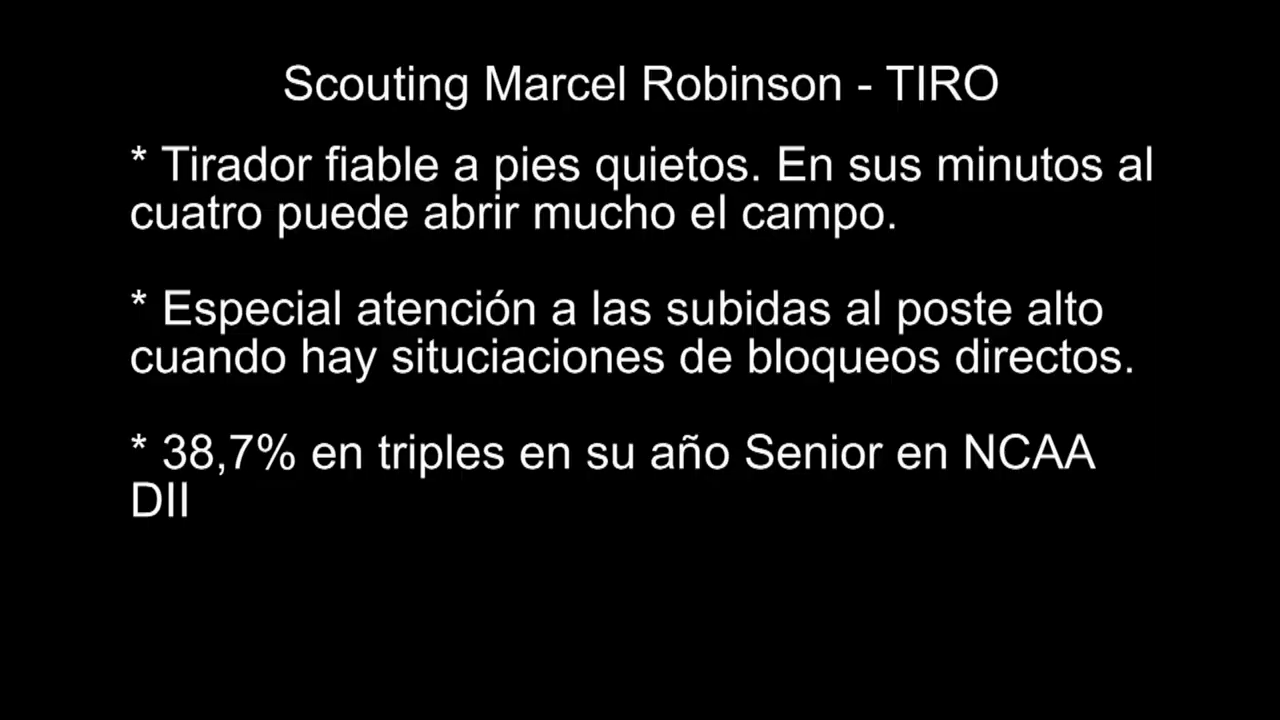 Scouting Marcel Robinson - TIRO
* Tirador fiable a pies quietos. En sus minutos al
cuatro puede abrir mucho el campo.
* Especial atención a las subidas al poste alto
cuando hay situciaciones de bloqueos directos.
* 38,7% en triples en su año Senior en NCAA
DII